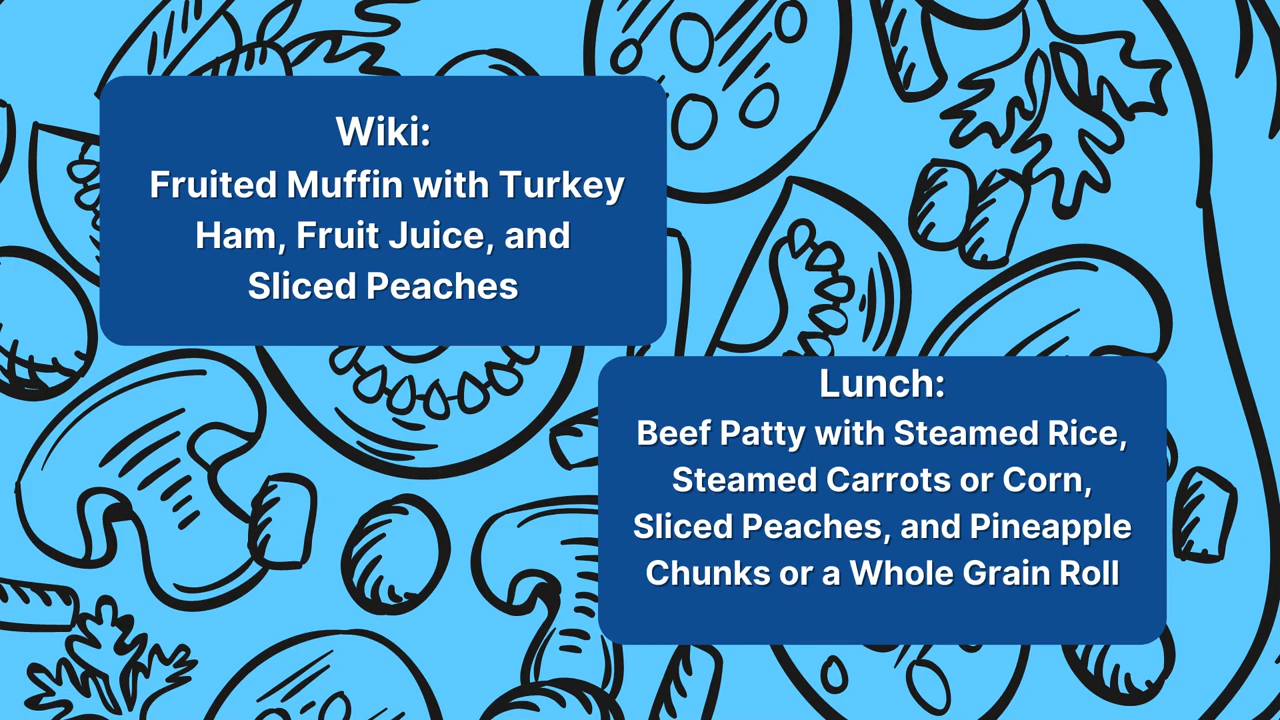 Wiki:
Fruited Muffin with Turkey
Ham, Fruit Juice, and
Sliced Peaches
Lunch:
Beef Patty with Steamed Rice,
Steamed Carrots or Corn,
Sliced Peaches, and Pineapple
Chunks or a Whole Grain Roll